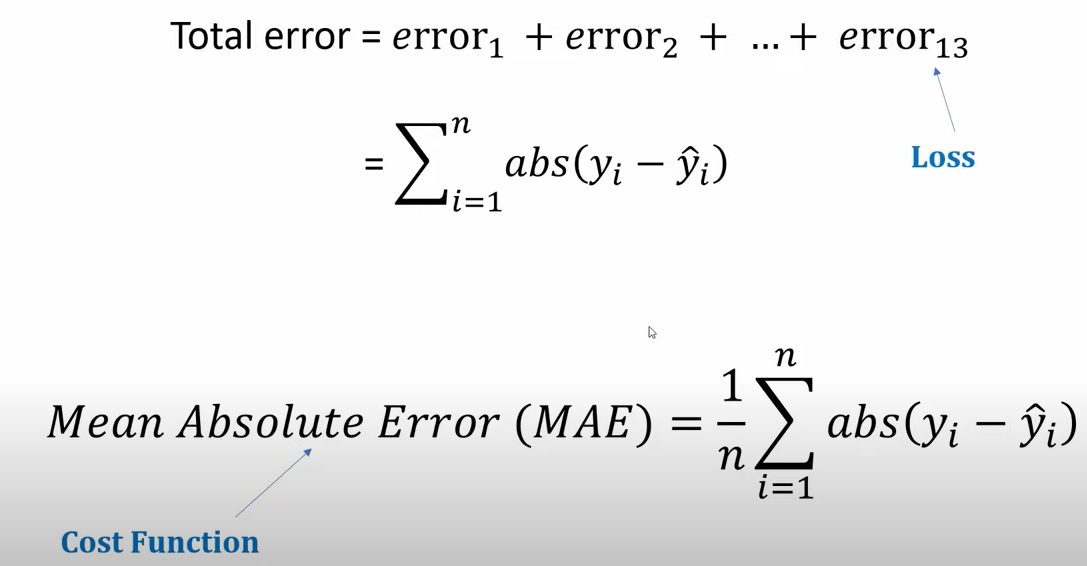 Total error = error₁ + error₂ + ... + error₁₃
Loss
= ∑ᵢ₌₁ⁿ abs(yᵢ − ŷᵢ)
Mean Absolute Error (MAE) = 1/n ∑ᵢ₌₁ⁿ abs(yᵢ − ŷᵢ)
Cost Function